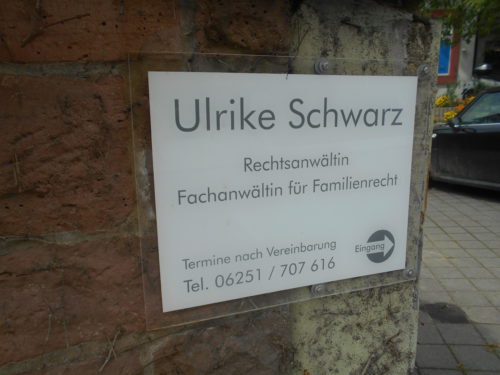 Ulrike Schwarz
Rechtsanwältin
Fachanwältin für Familienrecht
Termine nach Vereinbarung
Tel. 06251 / 707 616
Eingang